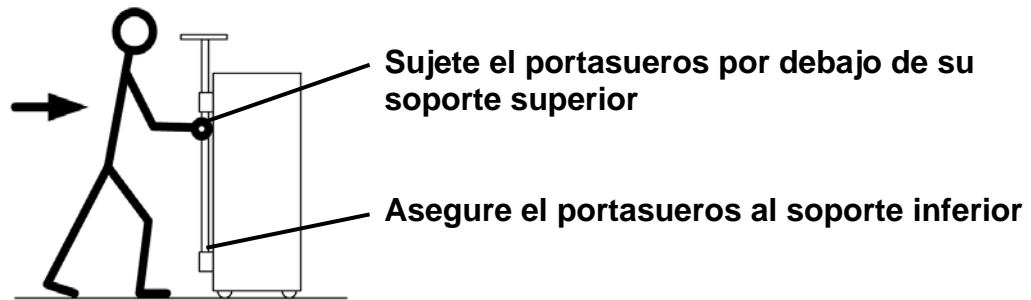 Sujete el portasueros por debajo de su
soporte superior
Asegure el portasueros al soporte inferior